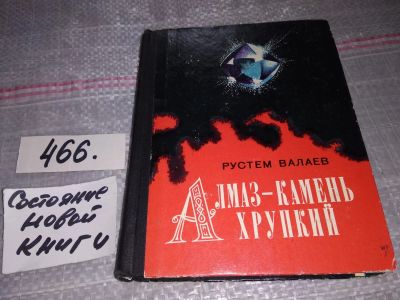 466.
Состояние
новой
книги
РУСТЕМ ВАЛАЕВ
АЛМАЗ-КАМЕНЬ
ХРУПКИЙ